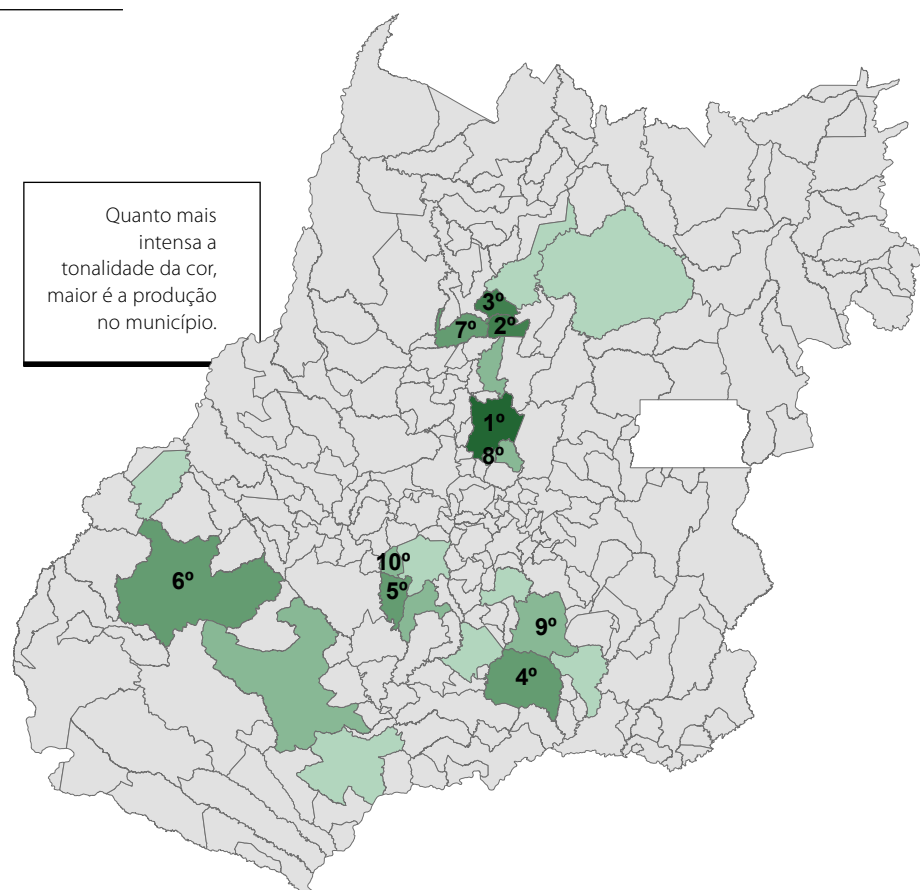 Quanto mais
intensa a
tonalidade da cor,
maior é a produção
no município.
3º
7º 2º
1º
8º
10º
6º
5º
9º
4º